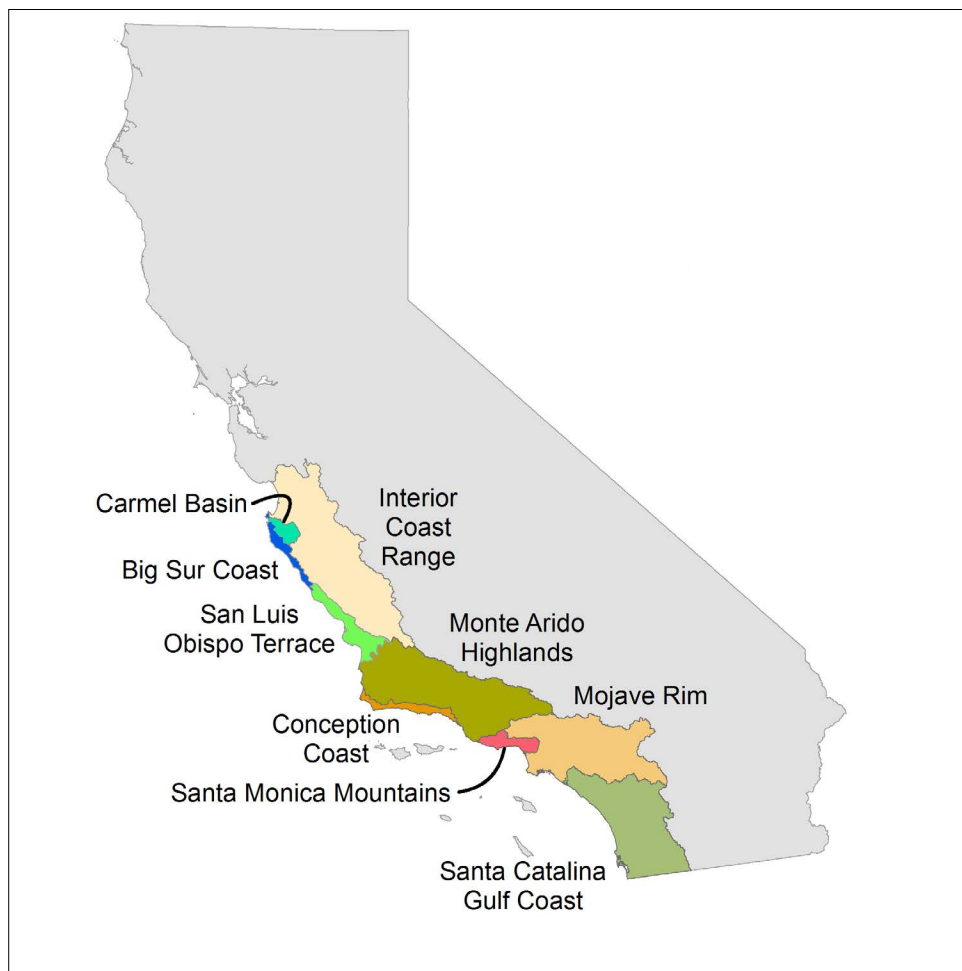 Carmel Basin
Interior
Coast
Range
Big Sur Coast
San Luis
Obispo Terrace
Monte Arido
Highlands
Mojave Rim
Conception
Coast
Santa Monica Mountains
Santa Catalina
Gulf Coast